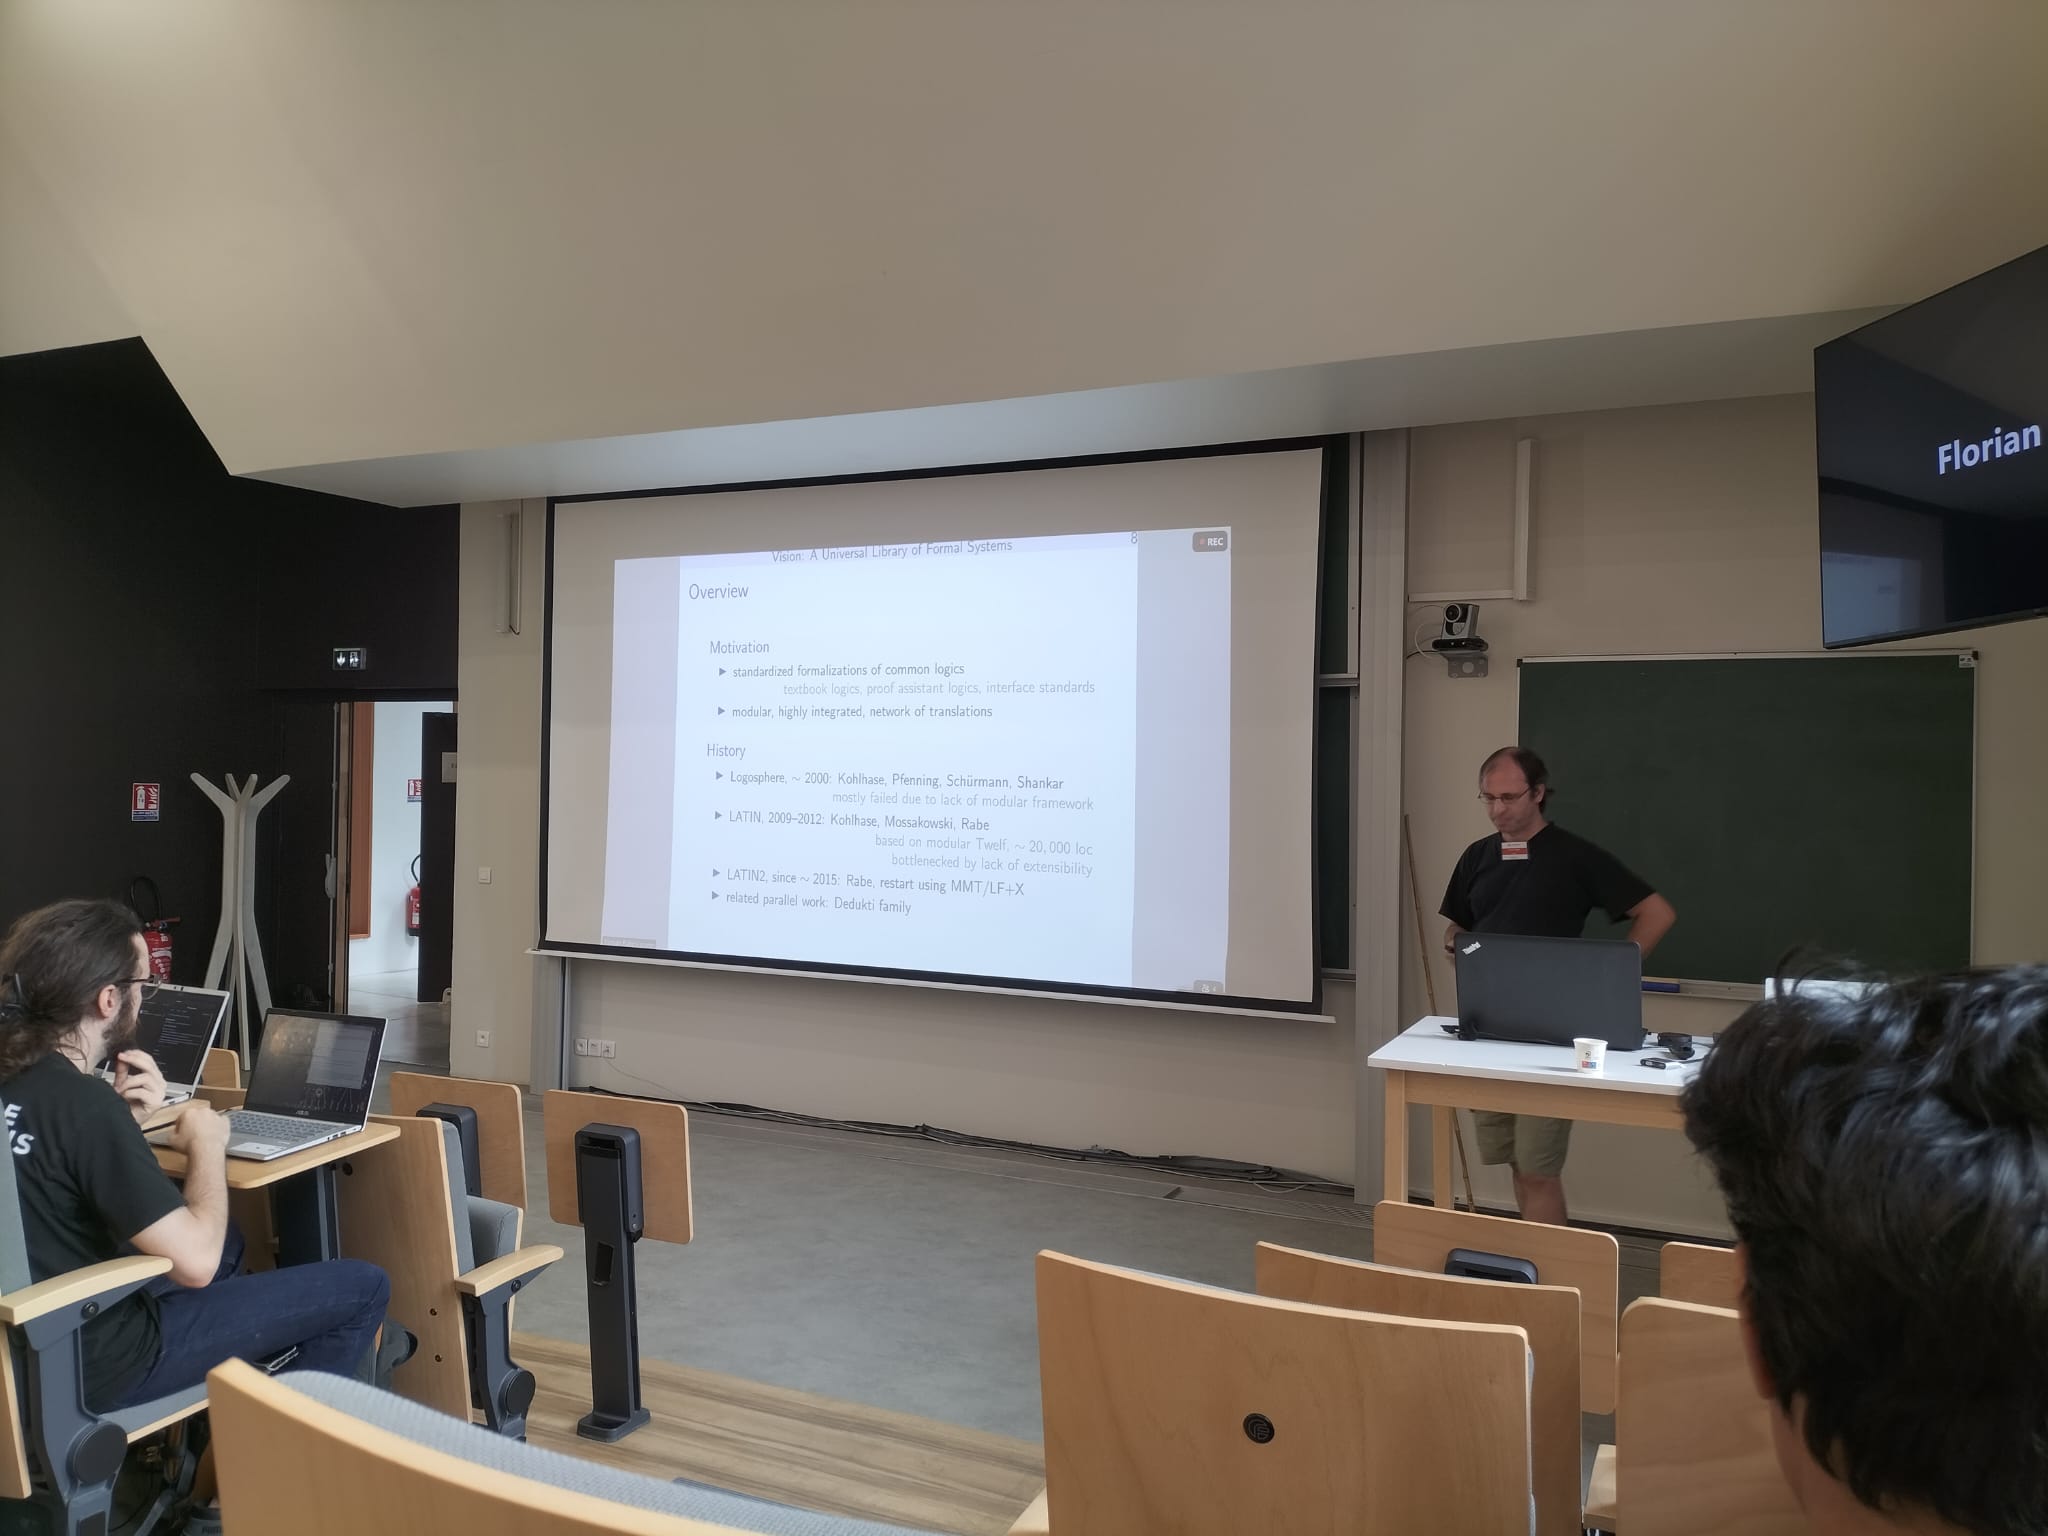 Vision: A Universal Library of Formal Systems
8
REC
Overview
Motivation
▶ standardized formalizations of common logics
textbook logics, proof assistant logics, interface standards
▶ modular, highly integrated, network of translations
History
▶ Logosphere, ~ 2000: Kohlhase, Pfenning, Schürmann, Shankar
mostly failed due to lack of modular framework
▶ LATIN, 2009–2012: Kohlhase, Mossakowski, Rabe
based on modular Twelf, ~ 20,000 loc
bottlenecked by lack of extensibility
▶ LATIN2, since ~ 2015: Rabe, restart using MMT/LF+X
▶ related parallel work: Dedukti family
Florian
ThinkPad
ASUS